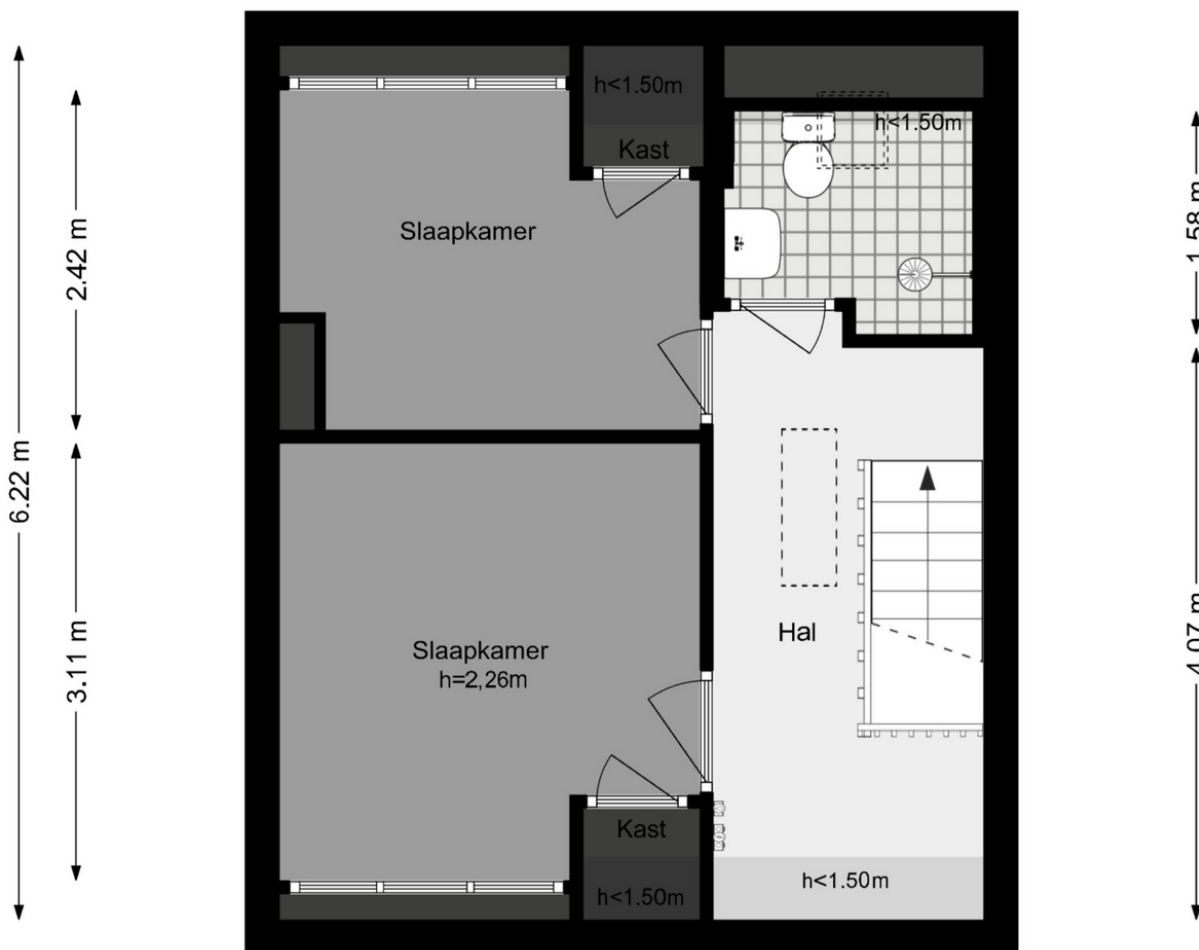 h<1.50m
Kast
h<1.50m
Slaapkamer
2.42 m
1.58 m
6.22 m
Slaapkamer
h=2,26m
Hal
3.11 m
4.07 m
Kast
h<1.50m
h<1.50m